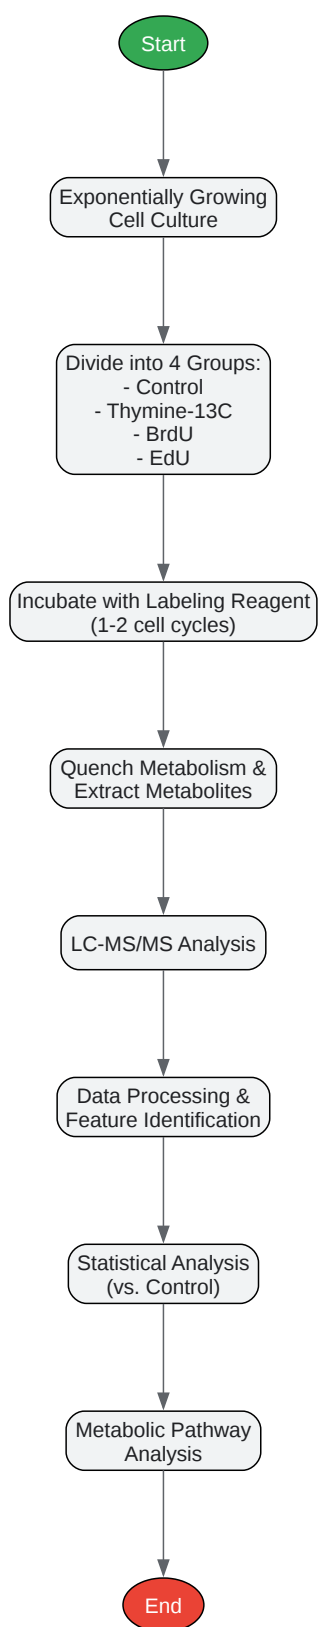 Start
Exponentially Growing
Cell Culture
Divide into 4 Groups:
- Control
- Thymine-13C
- BrdU
- EdU
Incubate with Labeling Reagent
(1-2 cell cycles)
Quench Metabolism &
Extract Metabolites
LC-MS/MS Analysis
Data Processing &
Feature Identification
Statistical Analysis
(vs. Control)
Metabolic Pathway
Analysis
End